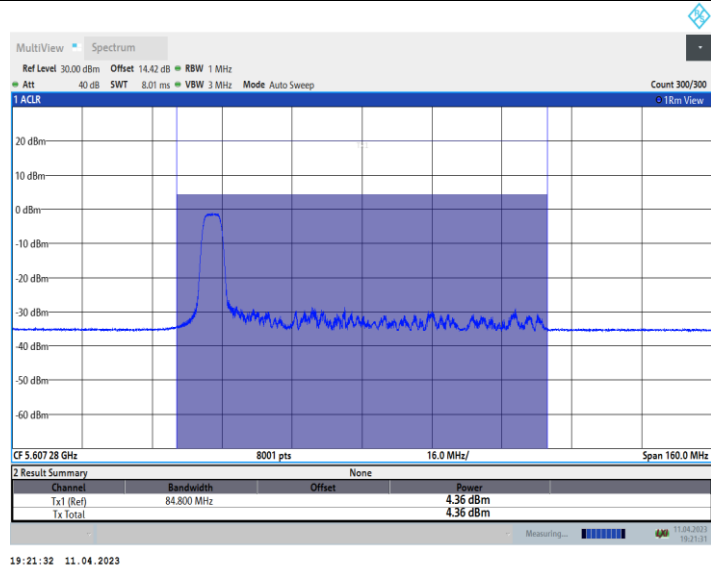 MultiView Spectrum
Ref Level 30.00 dBm Offset 14.42 dB RBW 1 MHz
Att 40 dB SWT 8.01 ms VBW 3 MHz Mode Auto Sweep Count 300/300
1 ACLR 1Rm View
20 dBm
10 dBm
0 dBm
-10 dBm
-20 dBm
-30 dBm
-40 dBm
-50 dBm
-60 dBm
CF 5.607 28 GHz 8001 pts 16.0 MHz/ Span 160.0 MHz
2 Result Summary None
Channel Bandwidth Offset Power
Tx1 (Ref) 84.800 MHz 4.36 dBm
Tx Total 4.36 dBm
Measuring... 11.04.2023
19:21:31
19:21:32 11.04.2023